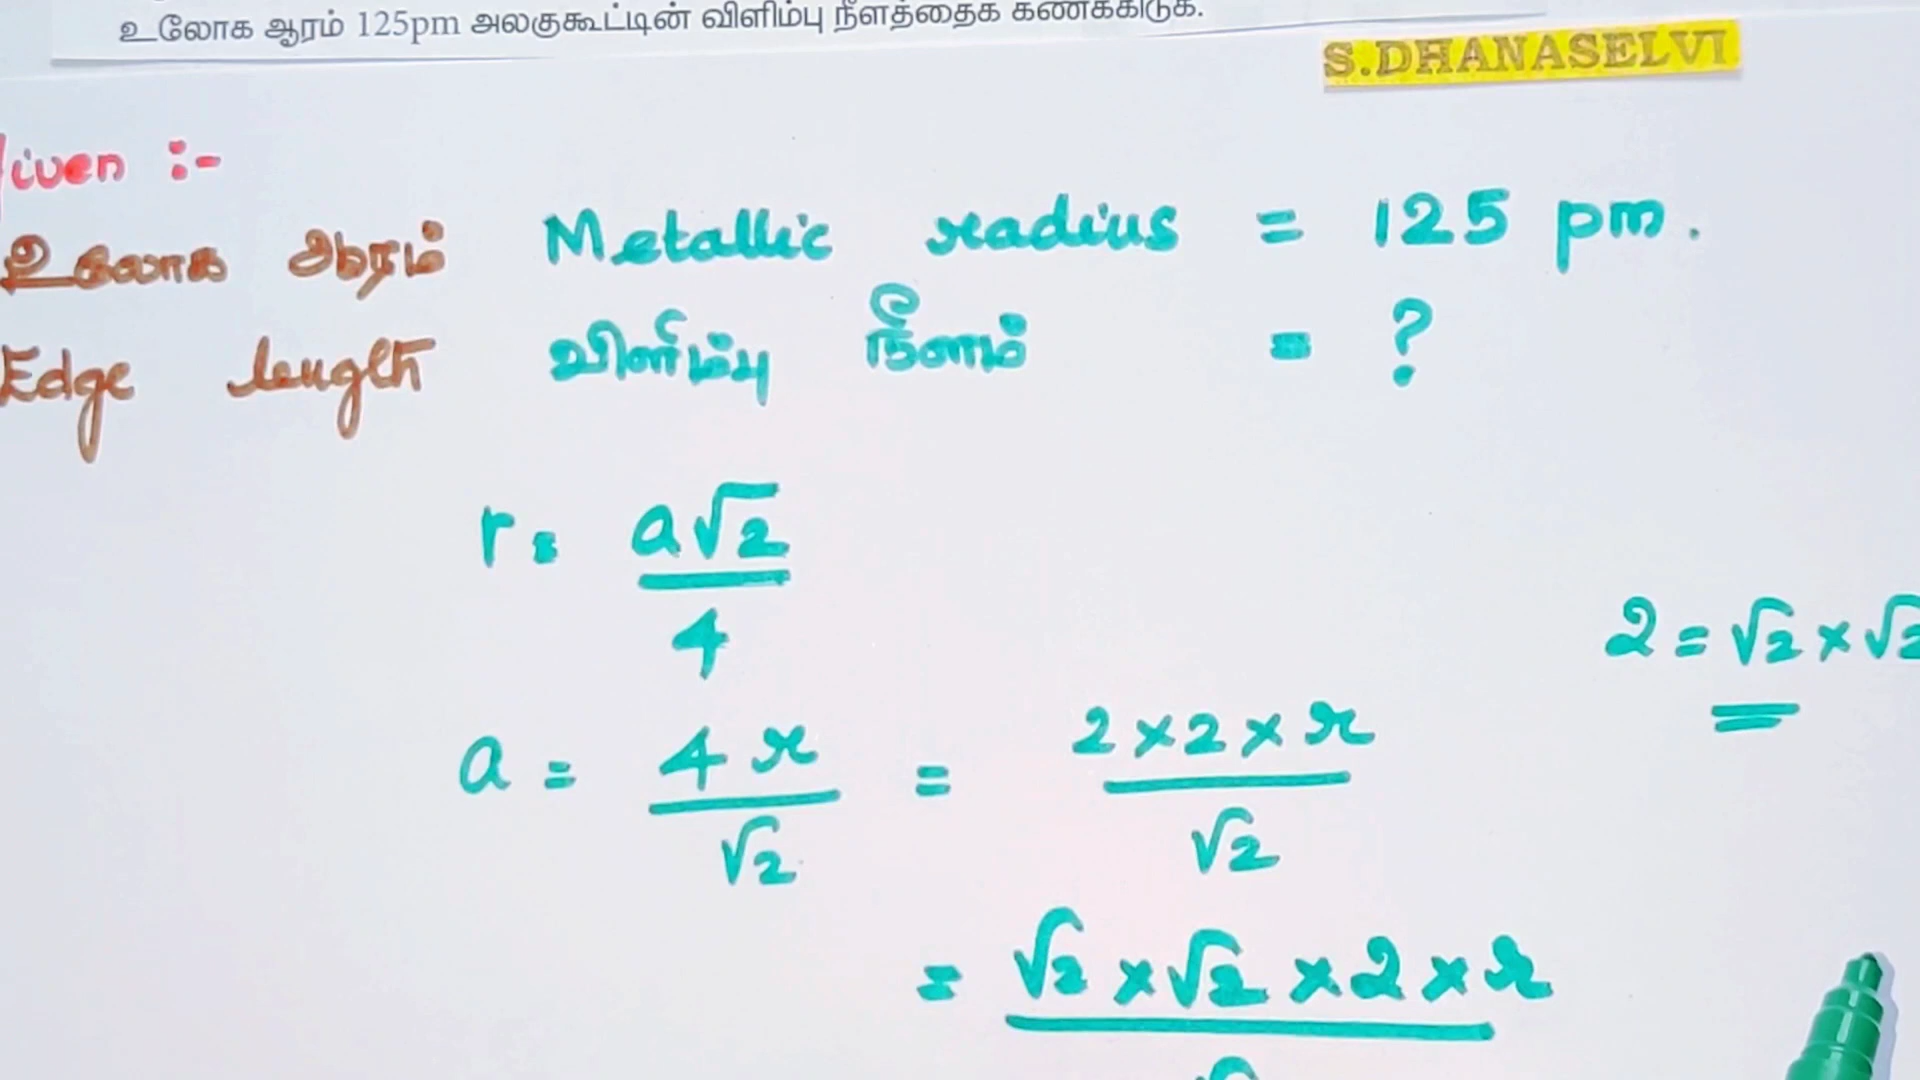 உலோக ஆரம் 125pm அலகுகூட்டின் விளிம்பு நீளத்தைக் கணக்கிடுக.
S.DHANASELVI
Given :-
உலோக ஆரம் Metallic radius = 125 pm.
Edge length விளிம்பு நீளம் = ?
r = a√2
4
2 = √2 × √2
a = 4r = 2×2×r
√2 √2
= √2 × √2 × 2 × r